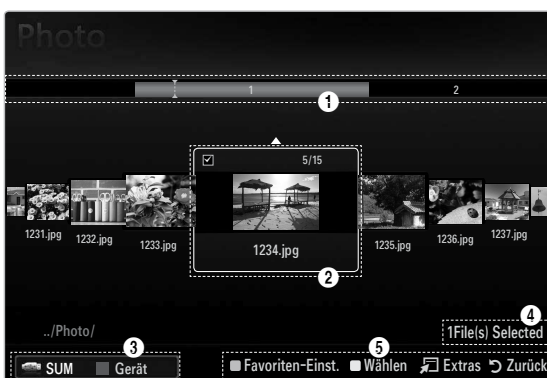 Photo
1 2
1
5/15
1231.jpg 1232.jpg 1233.jpg 1234.jpg 1235.jpg 1236.jpg 1237.jpg
2
../Photo/
4
1File(s) Selected
3 5
SUM Gerät Favoriten-Einst. Wählen Extras Zurück